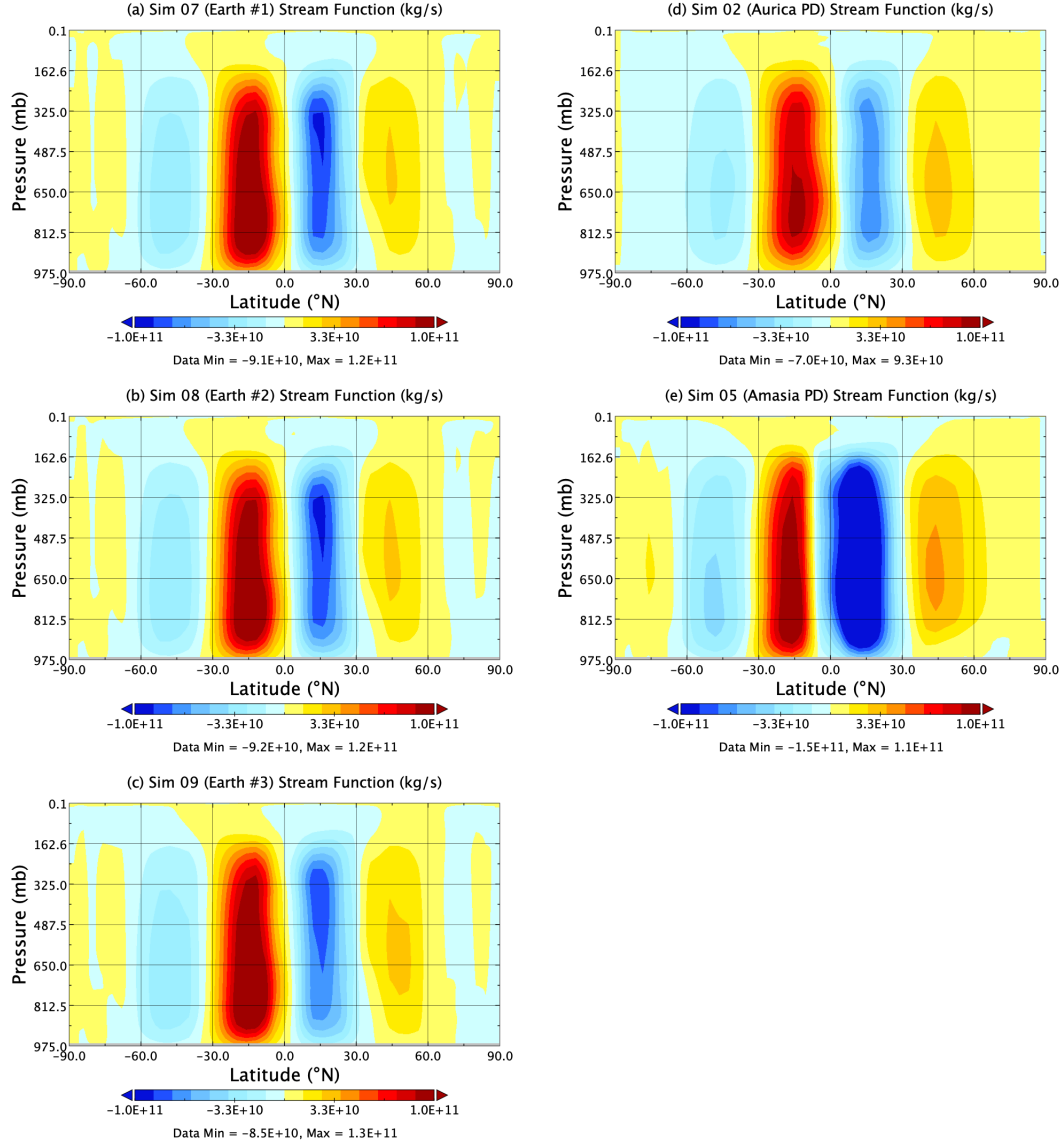 (a) Sim 07 (Earth #1) Stream Function (kg/s)
0.1
162.6
325.0
487.5
650.0
812.5
975.0
Pressure (mb)
−90.0 −60.0 −30.0 0.0 30.0 60.0 90.0
Latitude (°N)
−1.0E+11 −3.3E+10 3.3E+10 1.0E+11
Data Min = −9.1E+10, Max = 1.2E+11
(b) Sim 08 (Earth #2) Stream Function (kg/s)
0.1
162.6
325.0
487.5
650.0
812.5
975.0
Pressure (mb)
−90.0 −60.0 −30.0 0.0 30.0 60.0 90.0
Latitude (°N)
−1.0E+11 −3.3E+10 3.3E+10 1.0E+11
Data Min = −9.2E+10, Max = 1.2E+11
(c) Sim 09 (Earth #3) Stream Function (kg/s)
0.1
162.6
325.0
487.5
650.0
812.5
975.0
Pressure (mb)
−90.0 −60.0 −30.0 0.0 30.0 60.0 90.0
Latitude (°N)
−1.0E+11 −3.3E+10 3.3E+10 1.0E+11
Data Min = −8.5E+10, Max = 1.3E+11
(d) Sim 02 (Aurica PD) Stream Function (kg/s)
0.1
162.6
325.0
487.5
650.0
812.5
975.0
Pressure (mb)
−90.0 −60.0 −30.0 0.0 30.0 60.0 90.0
Latitude (°N)
−1.0E+11 −3.3E+10 3.3E+10 1.0E+11
Data Min = −7.0E+10, Max = 9.3E+10
(e) Sim 05 (Amasia PD) Stream Function (kg/s)
0.1
162.6
325.0
487.5
650.0
812.5
975.0
Pressure (mb)
−90.0 −60.0 −30.0 0.0 30.0 60.0 90.0
Latitude (°N)
−1.0E+11 −3.3E+10 3.3E+10 1.0E+11
Data Min = −1.5E+11, Max = 1.1E+11